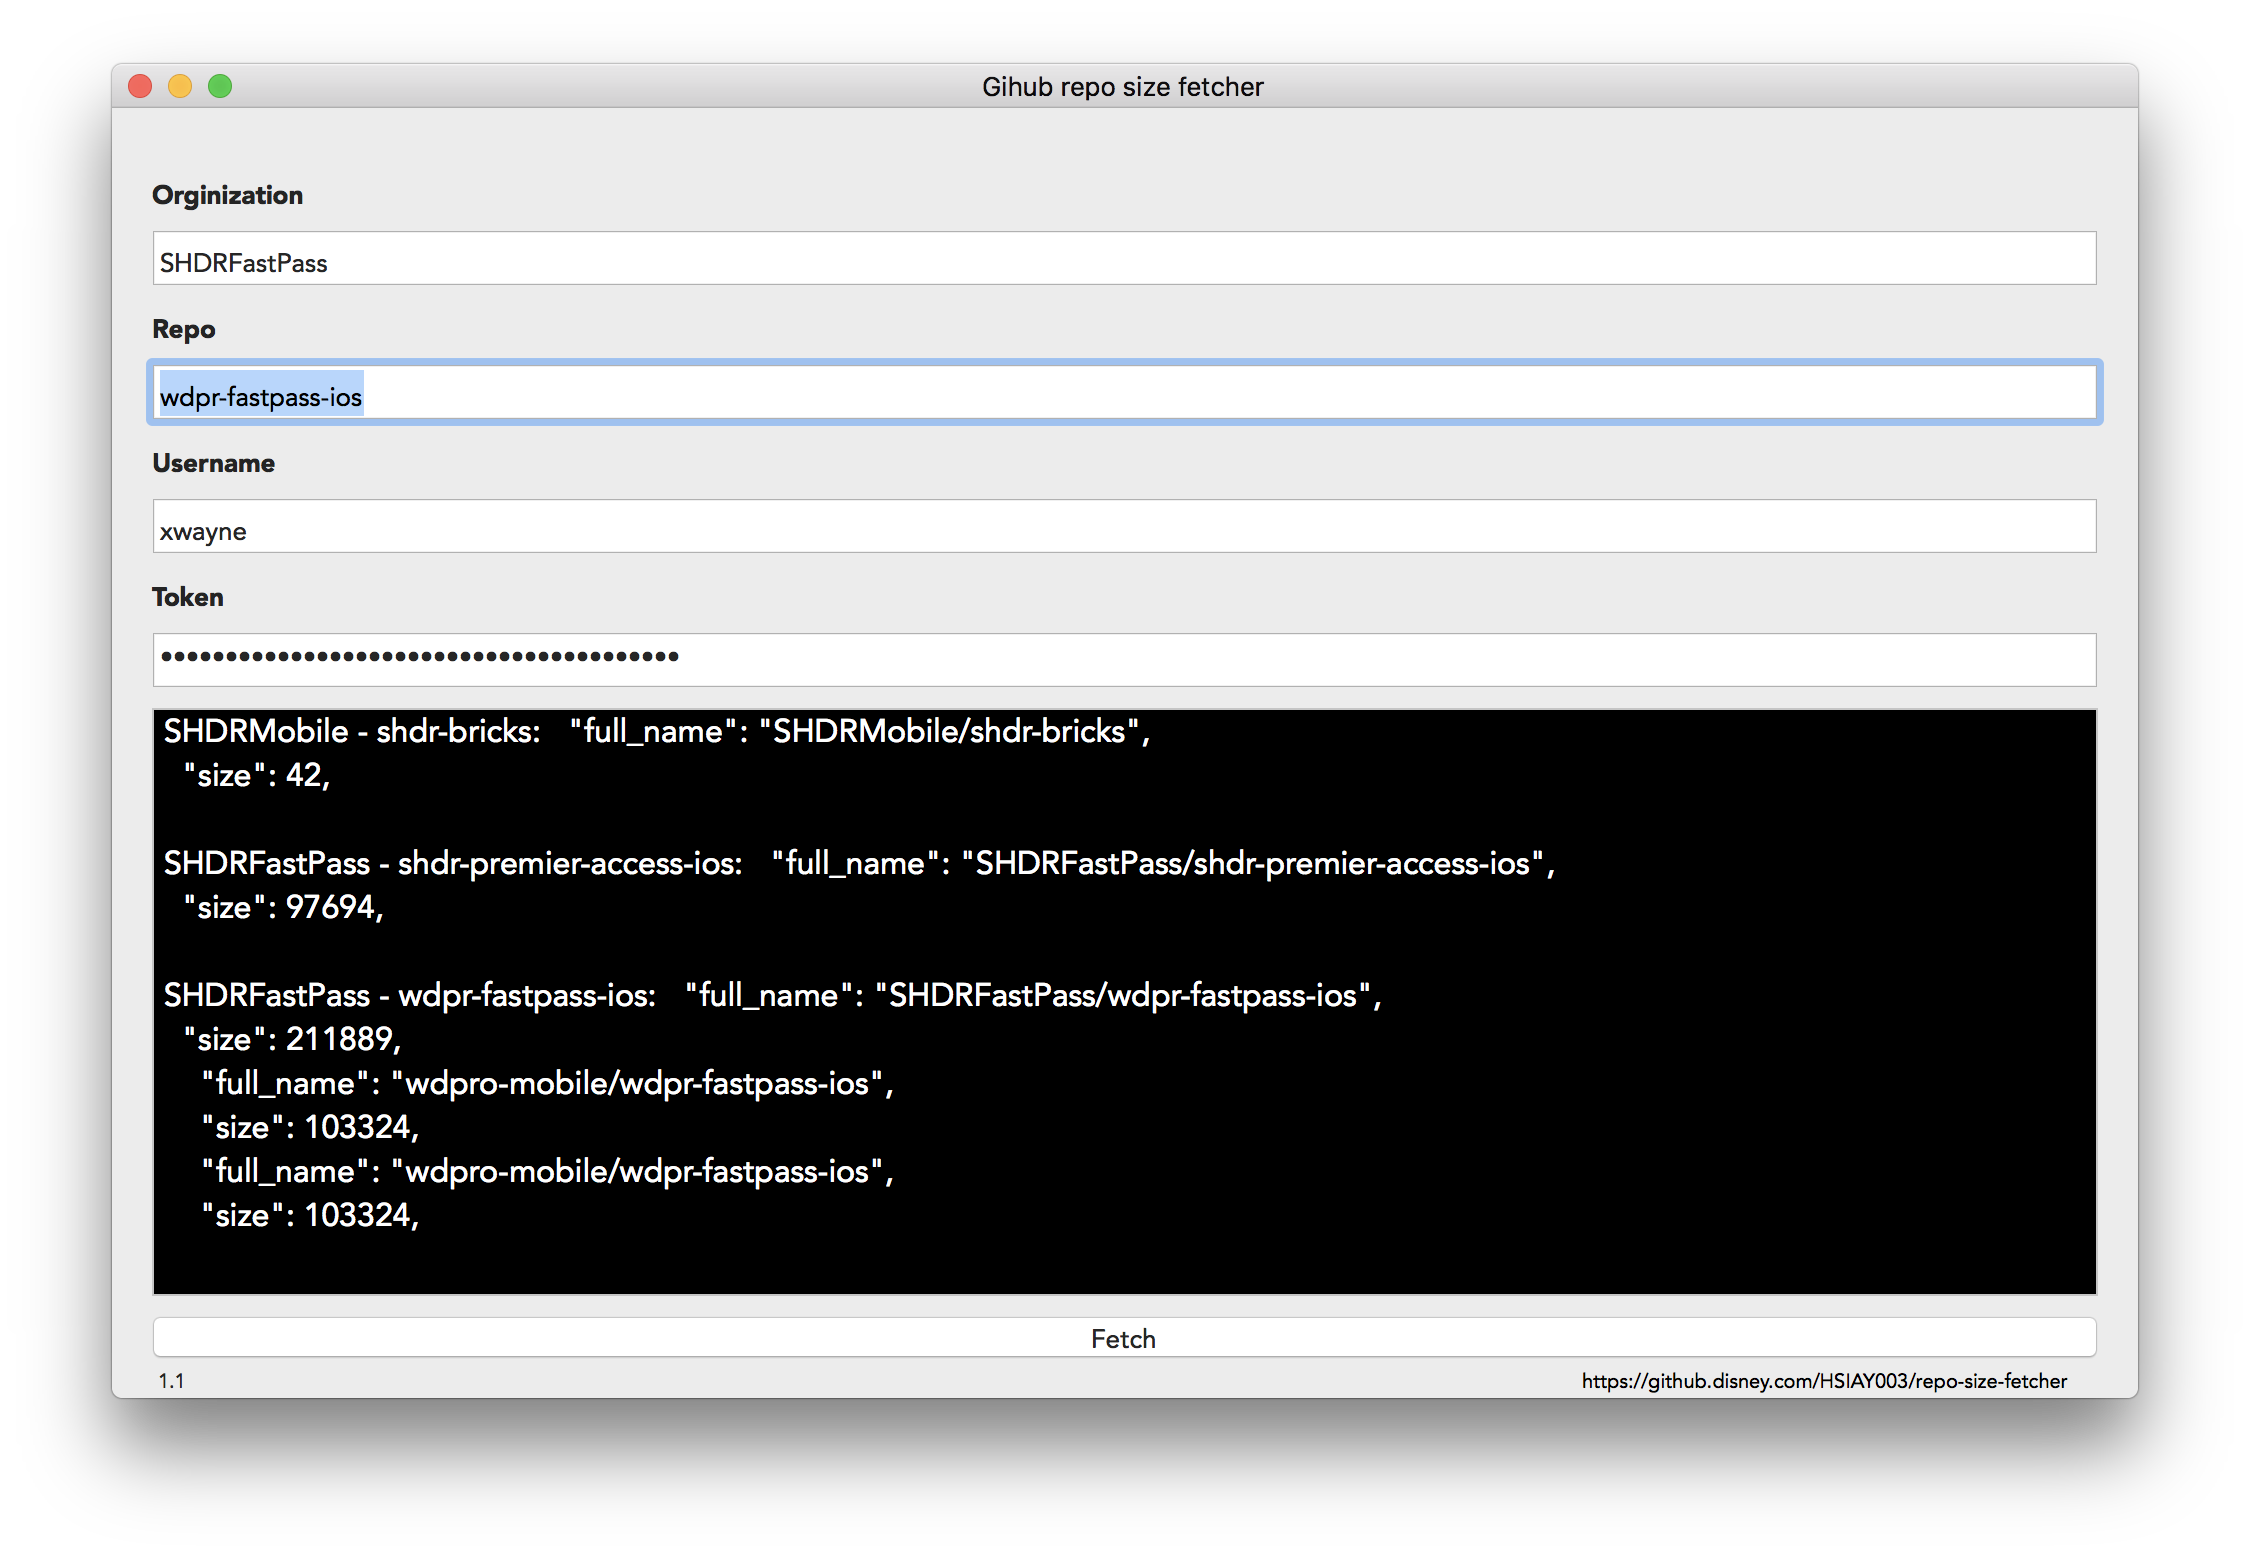 Gihub repo size fetcher
Orginization
SHDRFastPass
Repo
wdpr-fastpass-ios
Username
xwayne
Token
••••••••••••••••••••••••••••••••••••••••
SHDRMobile - shdr-bricks:   "full_name": "SHDRMobile/shdr-bricks",
"size": 42,
SHDRFastPass - shdr-premier-access-ios:   "full_name": "SHDRFastPass/shdr-premier-access-ios",
"size": 97694,
SHDRFastPass - wdpr-fastpass-ios:   "full_name": "SHDRFastPass/wdpr-fastpass-ios",
"size": 211889,
"full_name": "wdpro-mobile/wdpr-fastpass-ios",
"size": 103324,
"full_name": "wdpro-mobile/wdpr-fastpass-ios",
"size": 103324,
Fetch
1.1 https://github.disney.com/HSIAY003/repo-size-fetcher